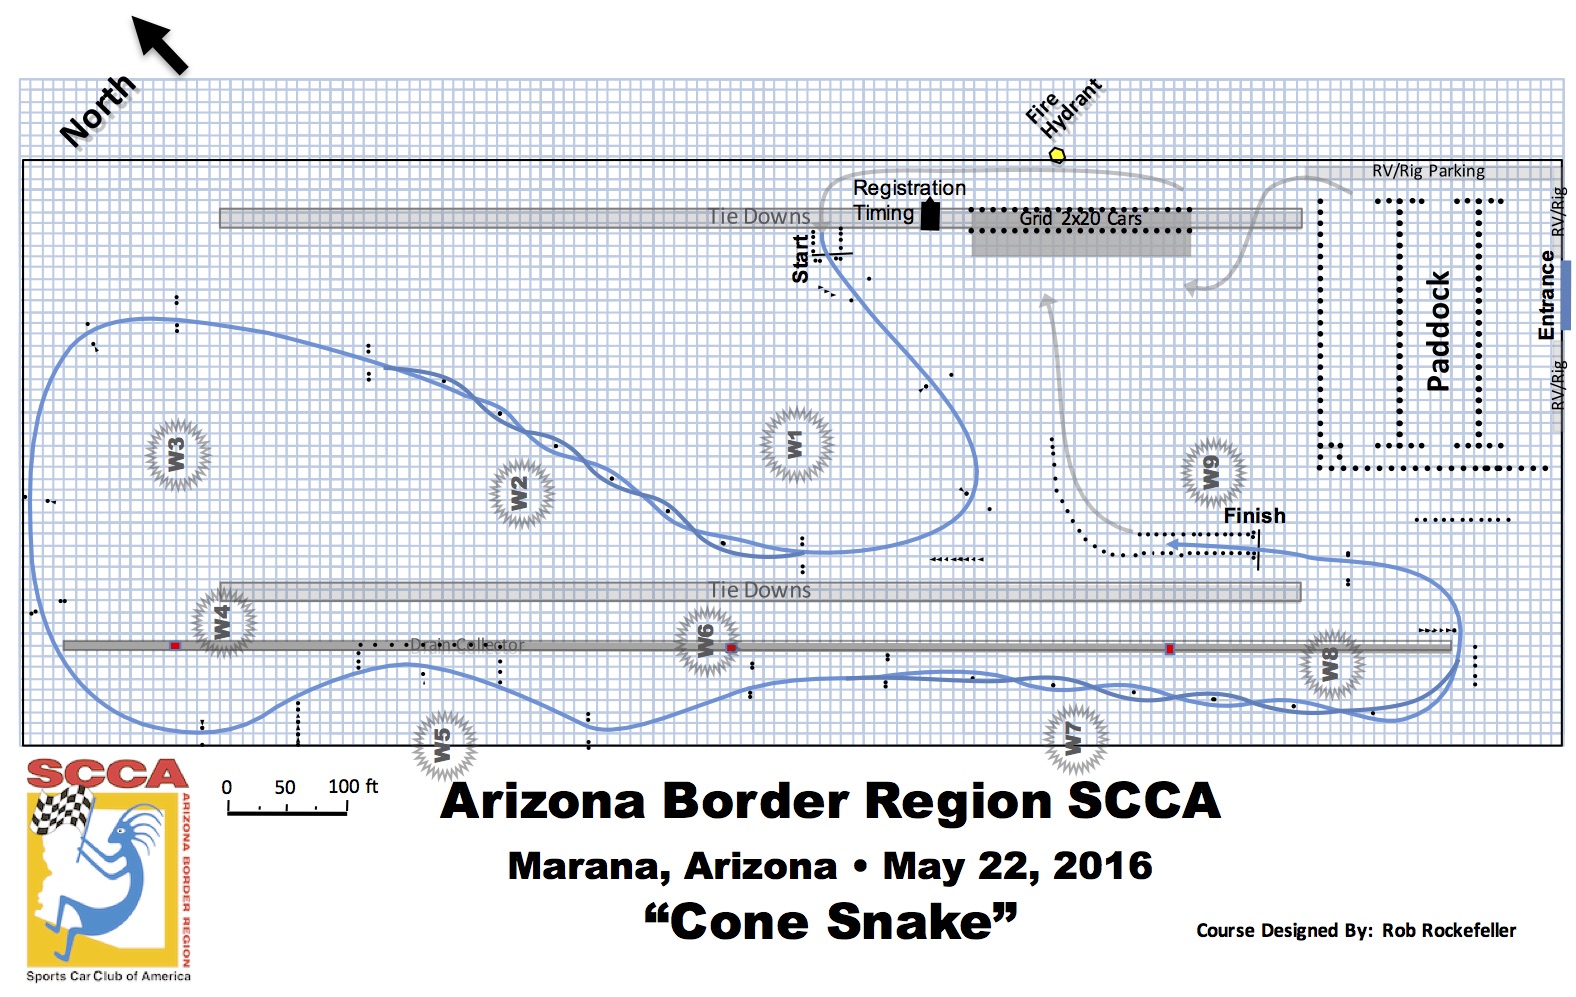 North
Fire
Hydrant
RV/Rig Parking
Registration
Timing
Tie Downs
Grid 2x20 Cars
RV/Rig
Start
Entrance
Paddock
RV/Rig
W3
W2
W1
W9
Finish
Tie Downs
W4
Drain Collector
W6
W8
W5
W7
SCCA
ARIZONA BORDER REGION
Sports Car Club of America
0 50 100 ft
Arizona Border Region SCCA
Marana, Arizona • May 22, 2016
“Cone Snake”
Course Designed By: Rob Rockefeller